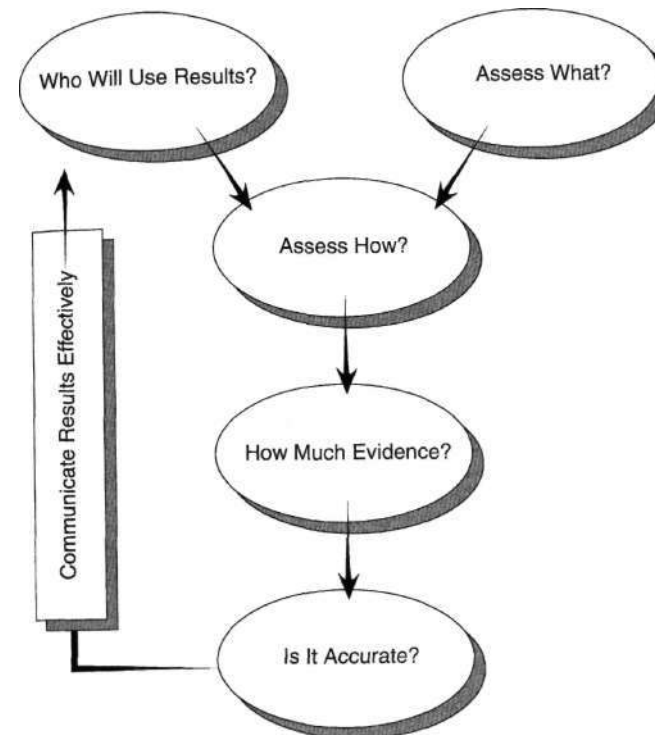 Who Will Use Results?
Assess What?
Assess How?
How Much Evidence?
Is It Accurate?
Communicate Results Effectively